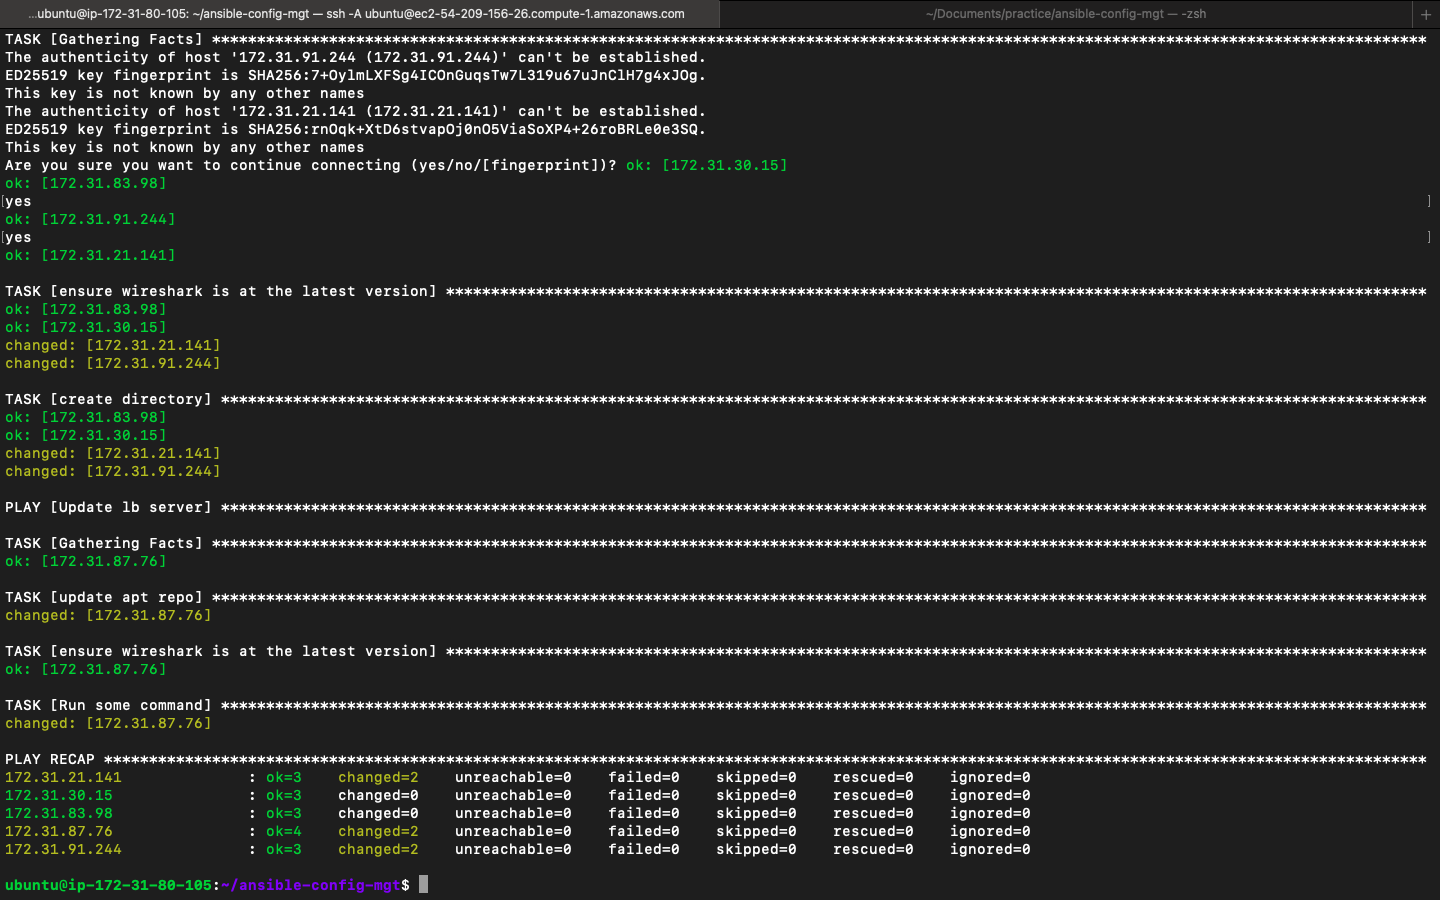 ...ubuntu@ip-172-31-80-105: ~/ansible-config-mgt — ssh -A ubuntu@ec2-54-209-156-26.compute-1.amazonaws.com
~/Documents/practice/ansible-config-mgt — -zsh
+
TASK [Gathering Facts] ***************************************************************************************************************************************
The authenticity of host '172.31.91.244 (172.31.91.244)' can't be established.
ED25519 key fingerprint is SHA256:7+OylmLXFSg4ICOnGuqsTw7L319u67uJnClH7g4xJOg.
This key is not known by any other names
The authenticity of host '172.31.21.141 (172.31.21.141)' can't be established.
ED25519 key fingerprint is SHA256:rnOqk+XtD6stvapOj0nO5ViaSoXP4+26roBRLe0e3SQ.
This key is not known by any other names
Are you sure you want to continue connecting (yes/no/[fingerprint])? ok: [172.31.30.15]
ok: [172.31.83.98]
[yes ]
ok: [172.31.91.244]
[yes ]
ok: [172.31.21.141]
TASK [ensure wireshark is at the latest version] *************************************************************************************************************
ok: [172.31.83.98]
ok: [172.31.30.15]
changed: [172.31.21.141]
changed: [172.31.91.244]
TASK [create directory] **************************************************************************************************************************************
ok: [172.31.83.98]
ok: [172.31.30.15]
changed: [172.31.21.141]
changed: [172.31.91.244]
PLAY [Update lb server] **************************************************************************************************************************************
TASK [Gathering Facts] ***************************************************************************************************************************************
ok: [172.31.87.76]
TASK [update apt repo] ***************************************************************************************************************************************
changed: [172.31.87.76]
TASK [ensure wireshark is at the latest version] *************************************************************************************************************
ok: [172.31.87.76]
TASK [Run some command] **************************************************************************************************************************************
changed: [172.31.87.76]
PLAY RECAP ***************************************************************************************************************************************************
172.31.21.141 : ok=3 changed=2 unreachable=0 failed=0 skipped=0 rescued=0 ignored=0
172.31.30.15 : ok=3 changed=0 unreachable=0 failed=0 skipped=0 rescued=0 ignored=0
172.31.83.98 : ok=3 changed=0 unreachable=0 failed=0 skipped=0 rescued=0 ignored=0
172.31.87.76 : ok=4 changed=2 unreachable=0 failed=0 skipped=0 rescued=0 ignored=0
172.31.91.244 : ok=3 changed=2 unreachable=0 failed=0 skipped=0 rescued=0 ignored=0
ubuntu@ip-172-31-80-105:~/ansible-config-mgt$